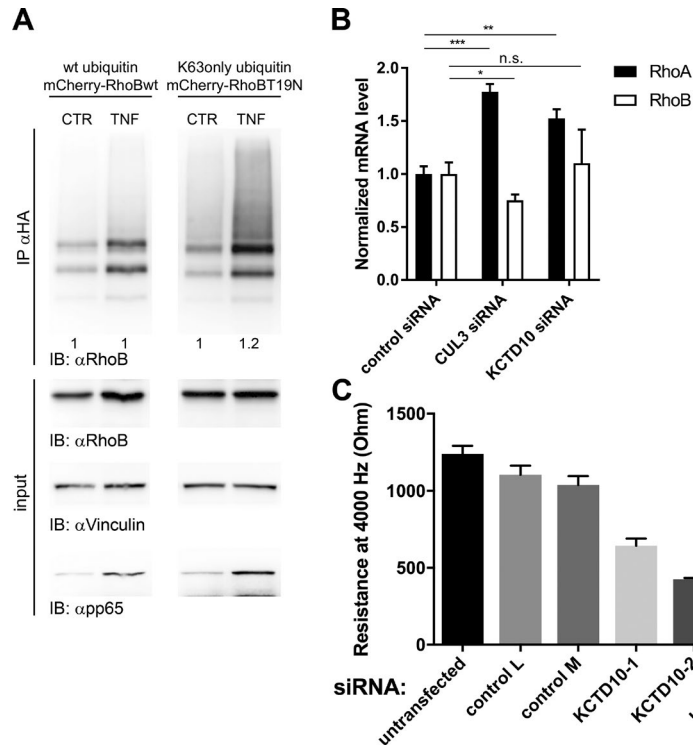 A
wt ubiquitin
mCherry-RhoBwt
K63only ubiquitin
mCherry-RhoBT19N
CTR TNF CTR TNF
IP αHA
1 1 1 1.2
IB: αRhoB
input
IB: αRhoB
IB: αVinculin
IB: αpp65
B
**
***
n.s.
*
RhoA
RhoB
Normalized mRNA level
2.0
1.5
1.0
0.5
0.0
control siRNA
CUL3 siRNA
KCTD10 siRNA
C
Resistance at 4000 Hz (Ohm)
1500
1000
500
0
siRNA:
untransfected
control L
control M
KCTD10-1
KCTD10-2